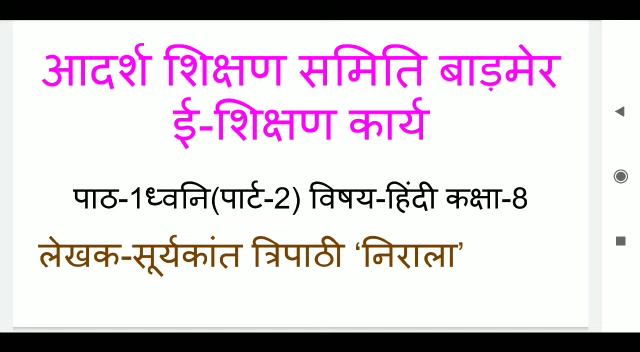 आदर्श शिक्षण समिति बाड़मेर
ई-शिक्षण कार्य
पाठ-1ध्वनि(पार्ट-2) विषय-हिंदी कक्षा-8
लेखक-सूर्यकांत त्रिपाठी ‘निराला’